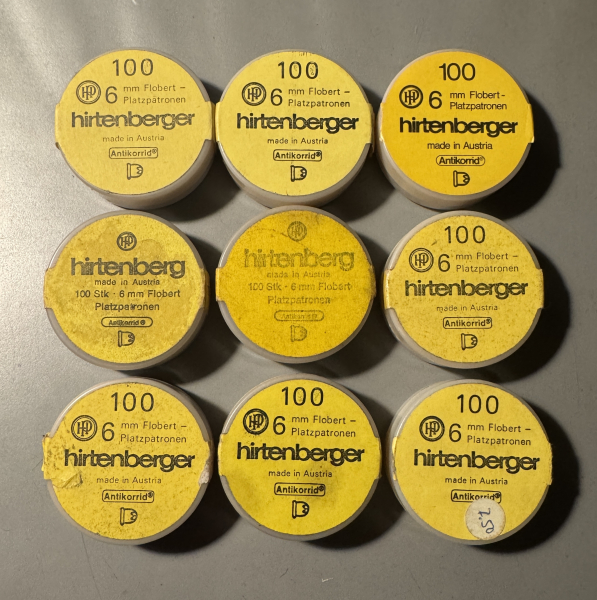 100
HP 6 mm Flobert -
Platzpatronen
hirtenberger
made in Austria
Antikorrid®
100
HP 6 mm Flobert -
Platzpatronen
hirtenberger
made in Austria
Antikorrid®
100
HP 6 mm Flobert -
Platzpatronen
hirtenberger
made in Austria
Antikorrid®
HP
hirtenberg
made in Austria
100 Stk · 6 mm Flobert
Platzpatronen
Antikorrid®
HP
hirtenberg
made in Austria
100 Stk · 6 mm Flobert
Platzpatronen
Antikorrid®
100
HP 6 mm Flobert -
Platzpatronen
hirtenberger
made in Austria
Antikorrid®
100
HP 6 mm Flobert -
Platzpatronen
hirtenberger
made in Austria
Antikorrid®
100
HP 6 mm Flobert -
Platzpatronen
hirtenberger
made in Austria
Antikorrid®
100
HP 6 mm Flobert -
Platzpatronen
hirtenberger
made in Austria
Antikorrid®